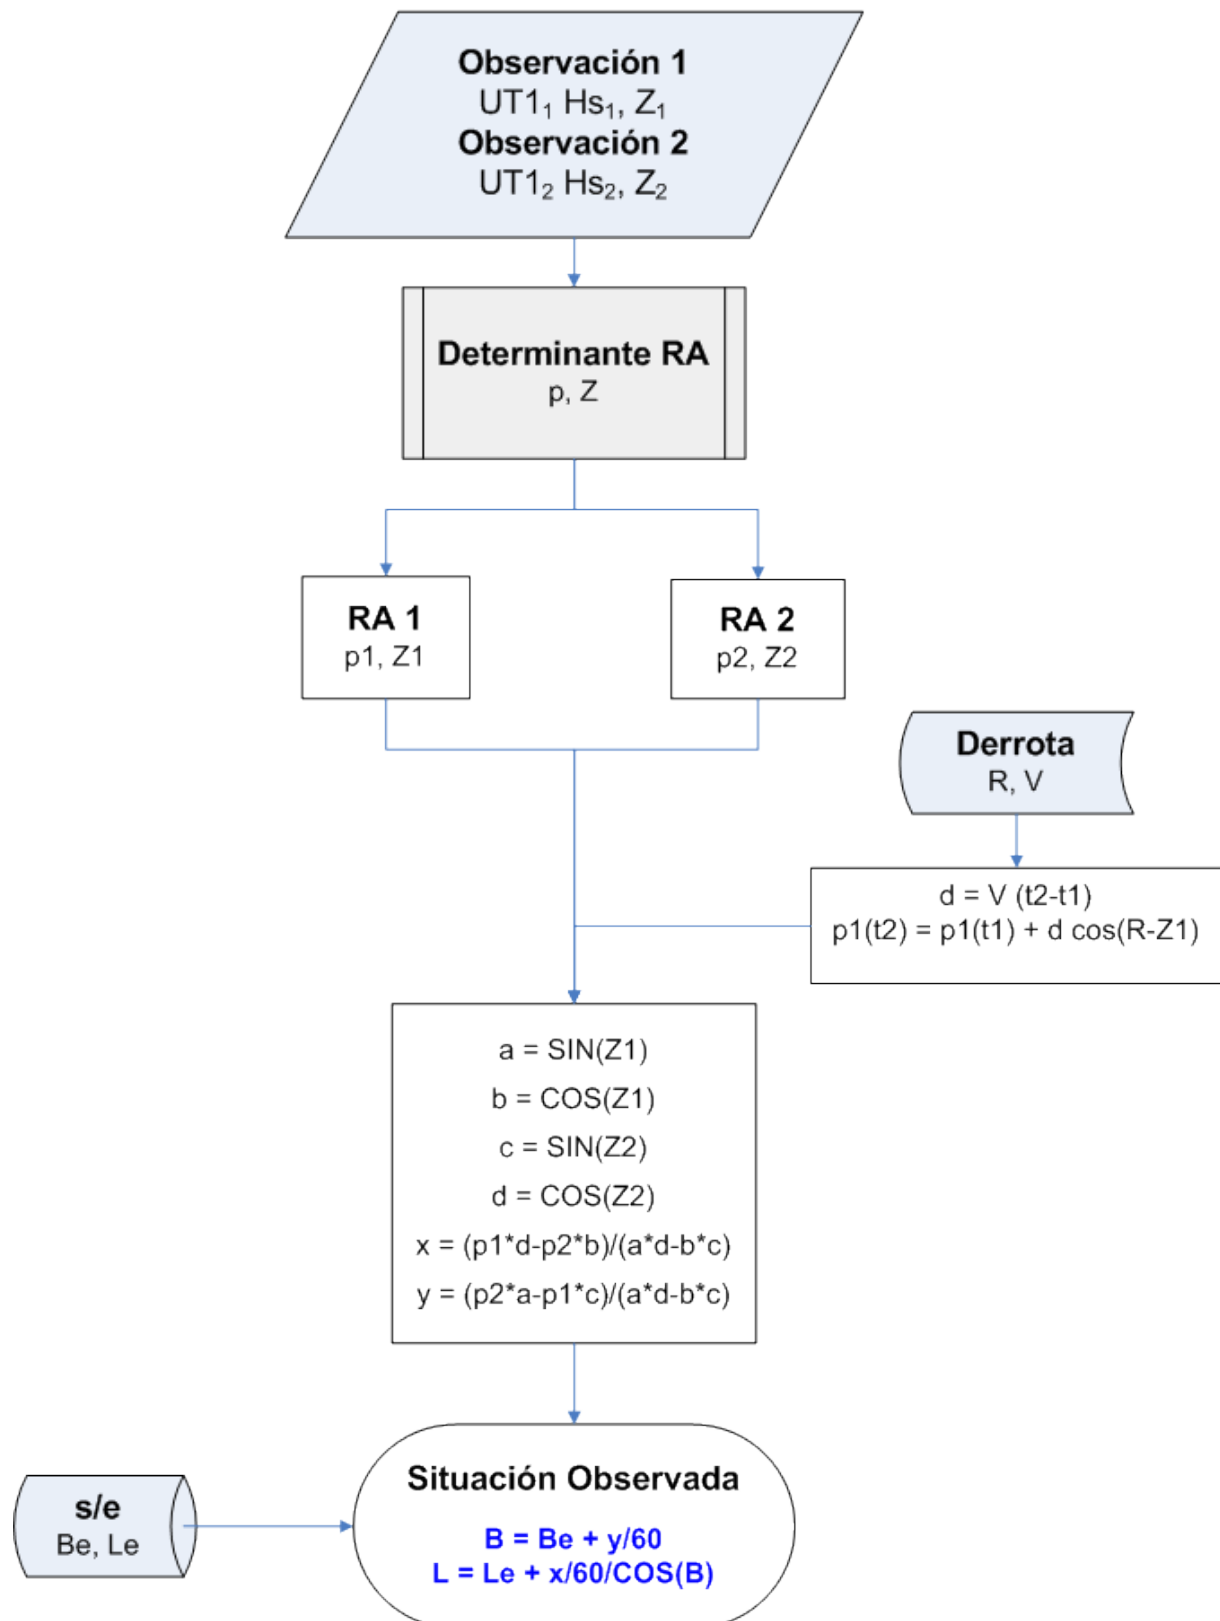 Observación 1
UT1₁ Hs₁, Z₁
Observación 2
UT1₂ Hs₂, Z₂
Determinante RA
p, Z
RA 1
p1, Z1
RA 2
p2, Z2
Derrota
R, V
d = V (t2-t1)
p1(t2) = p1(t1) + d cos(R-Z1)
a = SIN(Z1)
b = COS(Z1)
c = SIN(Z2)
d = COS(Z2)
x = (p1*d-p2*b)/(a*d-b*c)
y = (p2*a-p1*c)/(a*d-b*c)
s/e
Be, Le
Situación Observada
B = Be + y/60
L = Le + x/60/COS(B)